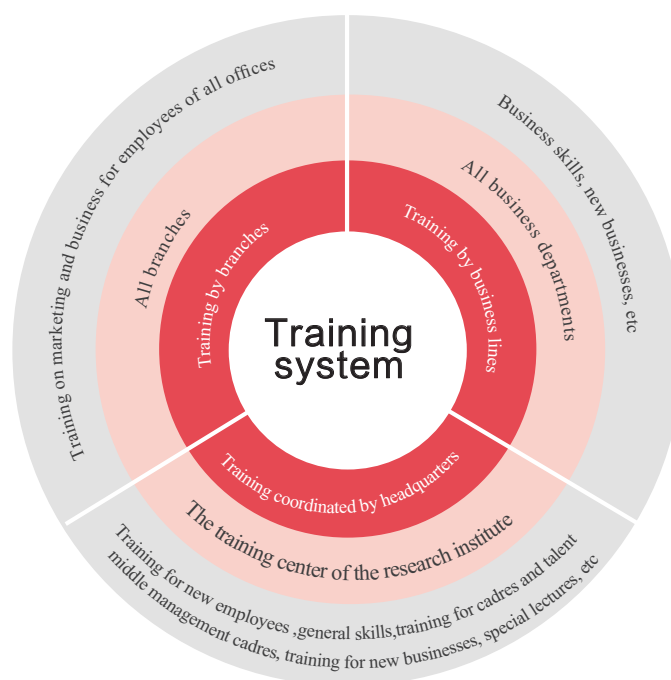 Training
system
Training by branches
Training by business lines
Training coordinated by headquarters
All branches
All business departments
The training center of the research institute
Training on marketing and business for employees of all offices
Business skills, new businesses, etc
Training for new employees ,general skills,training for cadres and talent
middle management cadres, training for new businesses, special lectures, etc